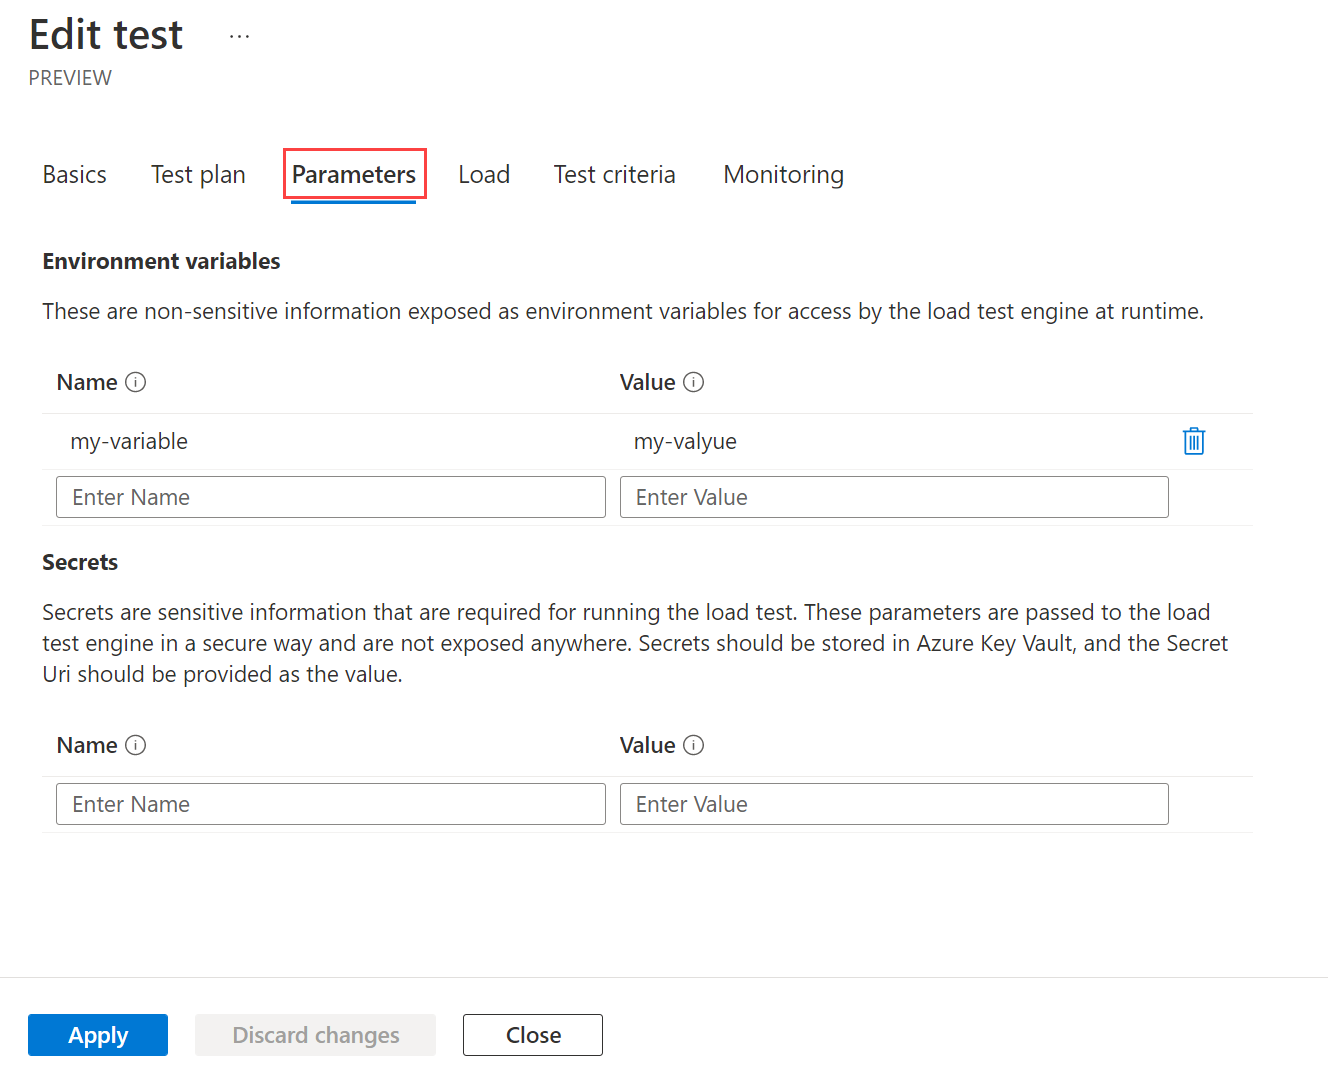 Edit test ...
PREVIEW
Basics Test plan Parameters Load Test criteria Monitoring
Environment variables
These are non-sensitive information exposed as environment variables for access by the load test engine at runtime.
Name Value
my-variable my-valyue
Enter Name Enter Value
Secrets
Secrets are sensitive information that are required for running the load test. These parameters are passed to the load
test engine in a secure way and are not exposed anywhere. Secrets should be stored in Azure Key Vault, and the Secret
Uri should be provided as the value.
Name Value
Enter Name Enter Value
Apply Discard changes Close